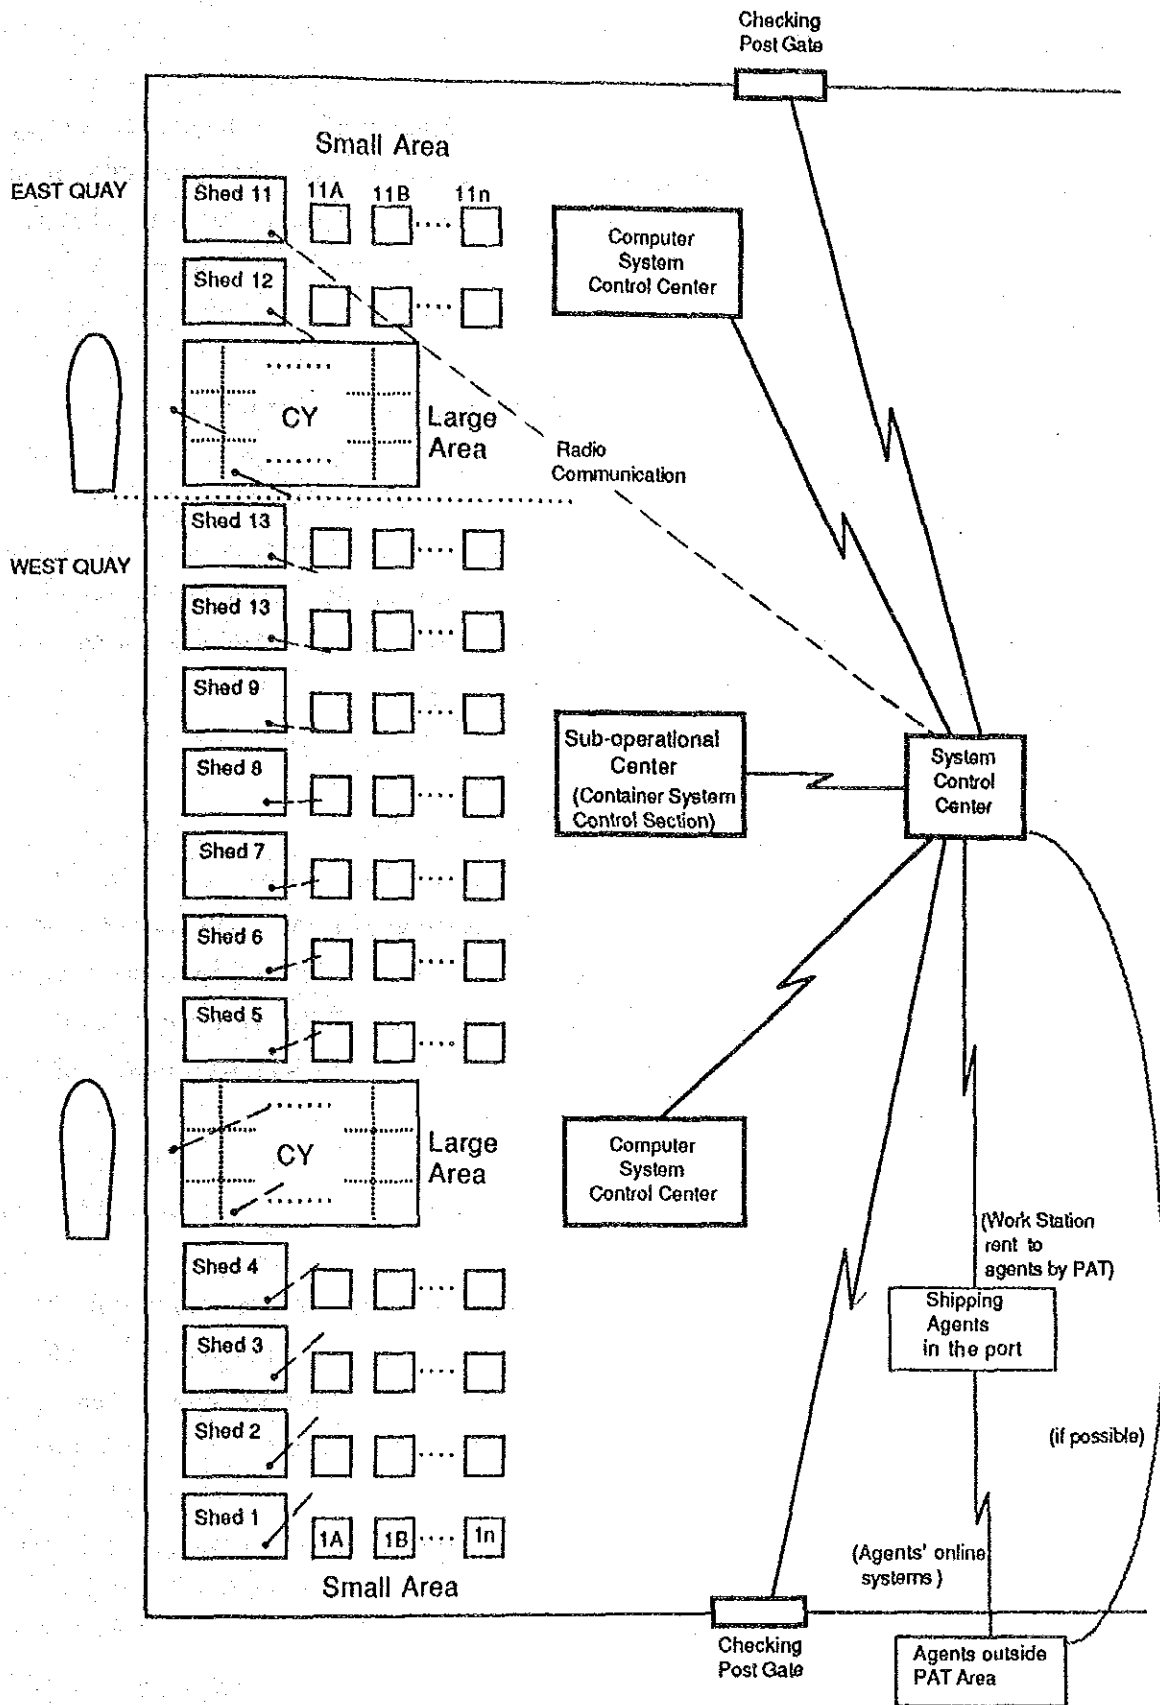 Checking
Post Gate
Small Area
EAST QUAY
Shed 11
11A
11B
....
11n
Computer
System
Control Center
Shed 12
....
CY
Large
Area
Radio
Communication
Shed 13
....
WEST QUAY
Shed 13
....
Shed 9
....
Sub-operational
Center
(Container System
Control Section)
System
Control
Center
Shed 8
....
Shed 7
....
Shed 6
....
Shed 5
....
CY
Large
Area
Computer
System
Control Center
(Work Station
rent to
agents by PAT)
Shed 4
....
Shipping
Agents
in the port
Shed 3
....
Shed 2
....
(if possible)
Shed 1
1A
1B
....
1n
(Agents' online
systems)
Small Area
Checking
Post Gate
Agents outside
PAT Area